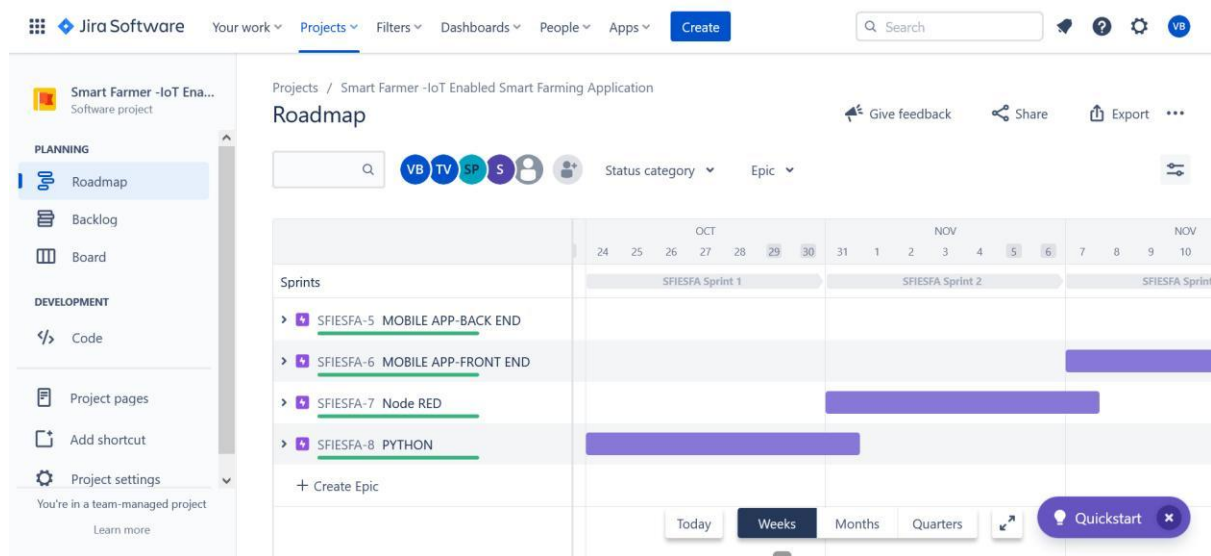 Jira Software Your work Projects Filters Dashboards People Apps Create Search VB
Smart Farmer -IoT Ena...
Software project
PLANNING
Roadmap
Backlog
Board
DEVELOPMENT
Code
Project pages
Add shortcut
Project settings
You're in a team-managed project
Learn more
Projects / Smart Farmer -IoT Enabled Smart Farming Application
Roadmap
Give feedback Share Export
VB TV SP S Status category Epic
OCT NOV NOV
24 25 26 27 28 29 30 31 1 2 3 4 5 6 7 8 9 10
Sprints SFIESFA Sprint 1 SFIESFA Sprint 2 SFIESFA Sprint
SFIESFA-5 MOBILE APP-BACK END
SFIESFA-6 MOBILE APP-FRONT END
SFIESFA-7 Node RED
SFIESFA-8 PYTHON
+ Create Epic
Today Weeks Months Quarters
Quickstart